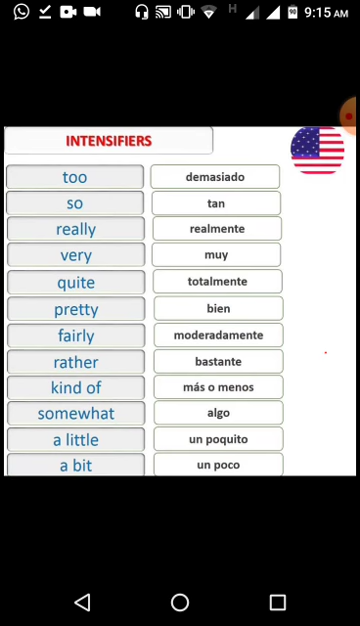 H 90 9:15 AM
INTENSIFIERS
too demasiado
so tan
really realmente
very muy
quite totalmente
pretty bien
fairly moderadamente
rather bastante
kind of más o menos
somewhat algo
a little un poquito
a bit un poco